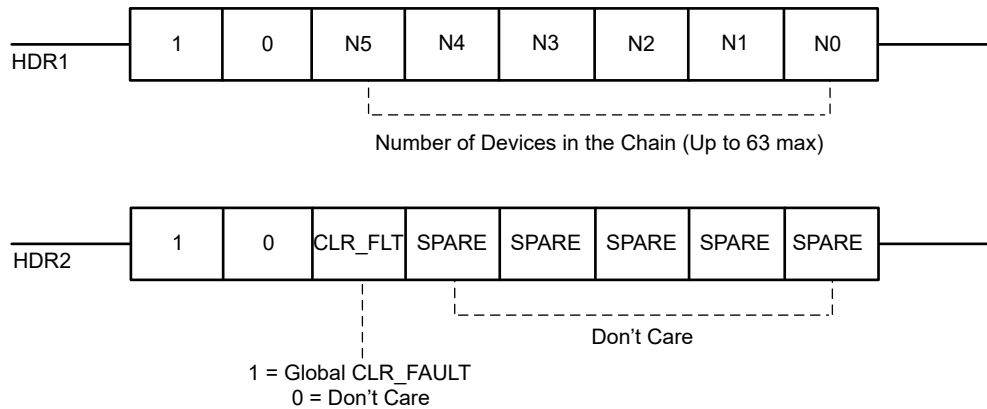 HDR1 1 0 N5 N4 N3 N2 N1 N0
Number of Devices in the Chain (Up to 63 max)
HDR2 1 0 CLR_FLT SPARE SPARE SPARE SPARE SPARE
Don't Care
1 = Global CLR_FAULT
0 = Don't Care